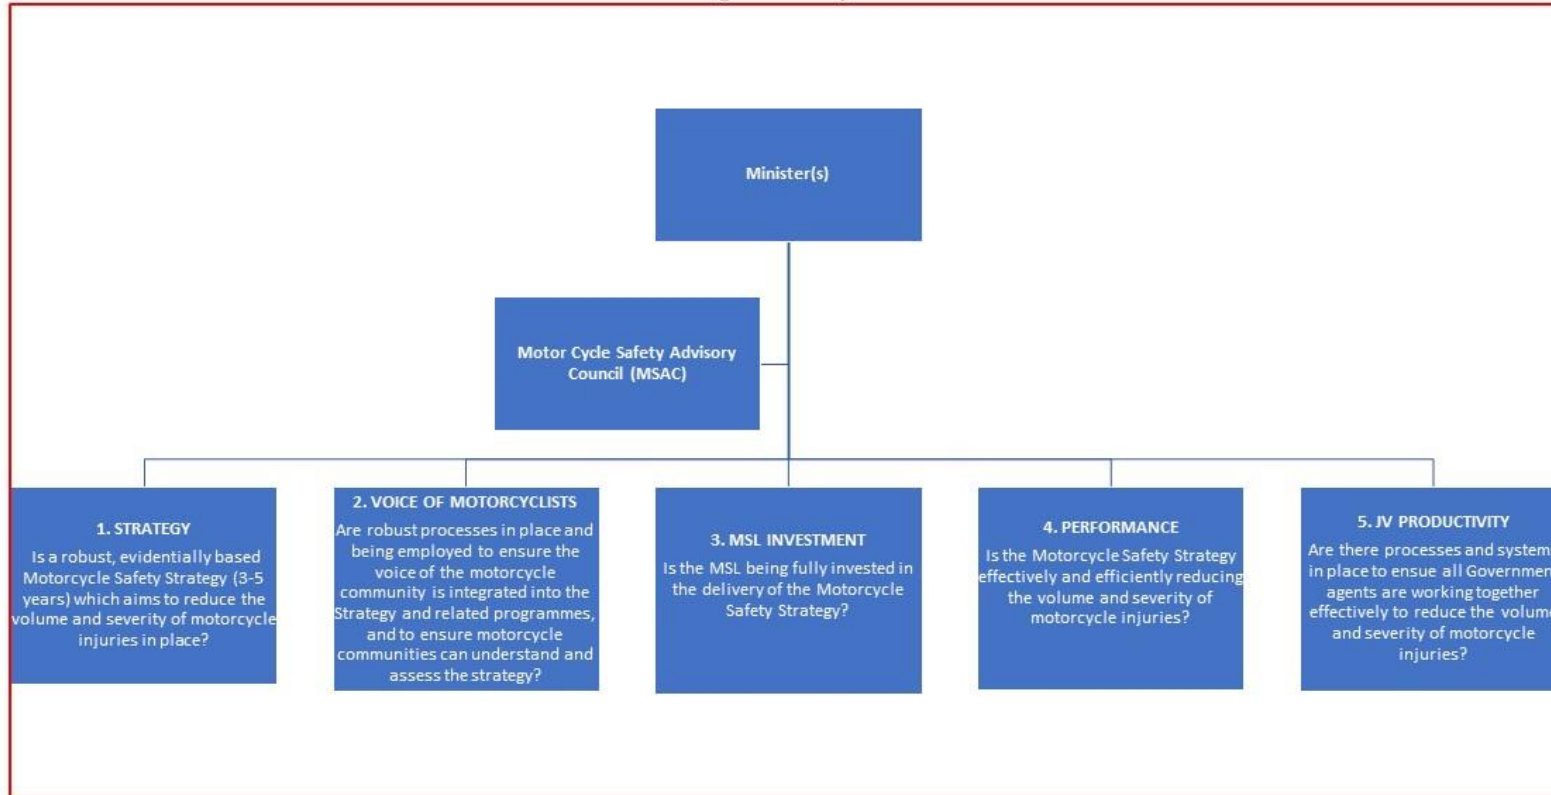 Minister(s)
Motor Cycle Safety Advisory
Council (MSAC)
1. STRATEGY
Is a robust, evidentially based
Motorcycle Safety Strategy (3-5
years) which aims to reduce the
volume and severity of motorcycle
injuries in place?
2. VOICE OF MOTORCYCLISTS
Are robust processes in place and
being employed to ensure the
voice of the motorcycle
community is integrated into the
Strategy and related programmes,
and to ensure motorcycle
communities can understand and
assess the strategy?
3. MSL INVESTMENT
Is the MSL being fully invested in
the delivery of the Motorcycle
Safety Strategy?
4. PERFORMANCE
Is the Motorcycle Safety Strategy
effectively and efficiently reducing
the volume and severity of
motorcycle injuries?
5. JV PRODUCTIVITY
Are there processes and system
in place to ensue all Governmen
agents are working together
effectively to reduce the volum
and severity of motorcycle
injuries?